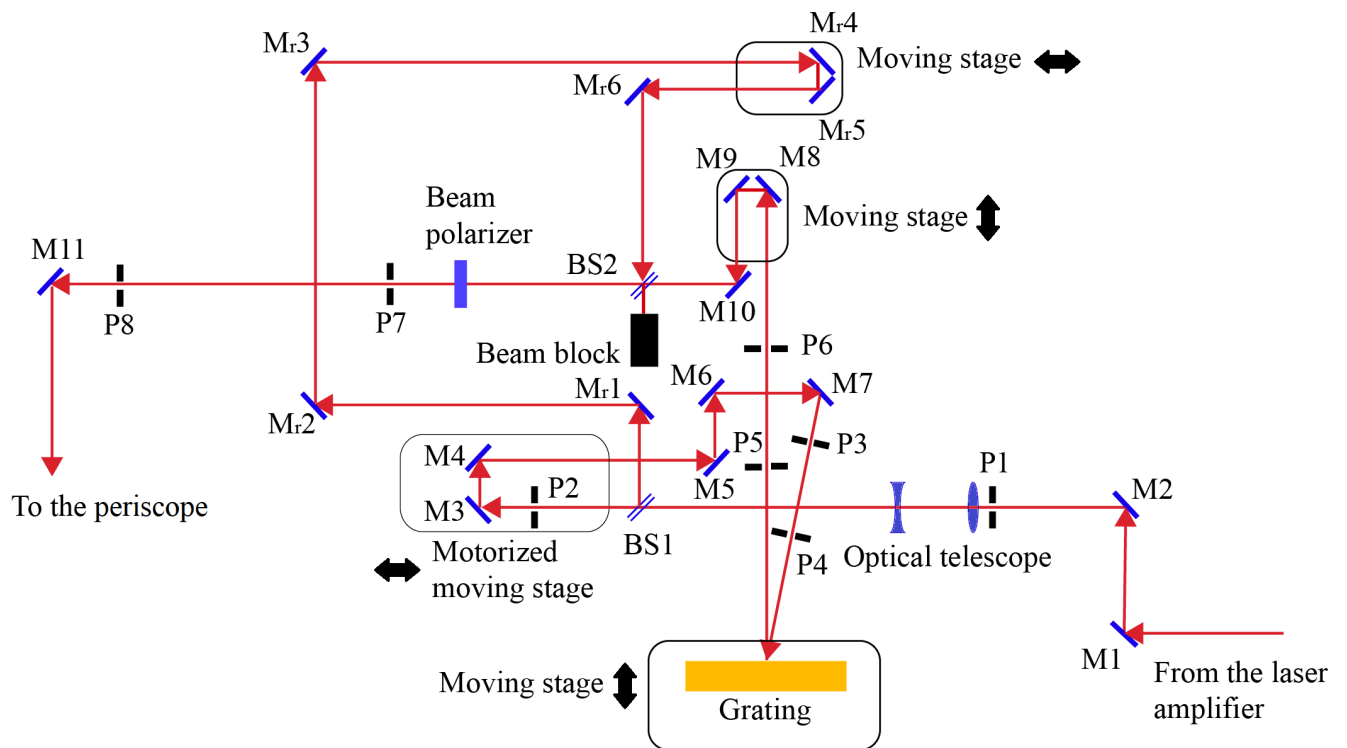 Mr4
Mr3
Moving stage
Mr6
Mr5
M9
M8
Beam
polarizer
Moving stage
M11
BS2
M10
P8
P7
P6
Beam block
M6
M7
Mr1
Mr2
P3
M4
P5
M5
P2
P1
M2
M3
To the periscope
BS1
Optical telescope
Motorized
moving stage
P4
M1
From the laser
amplifier
Moving stage
Grating